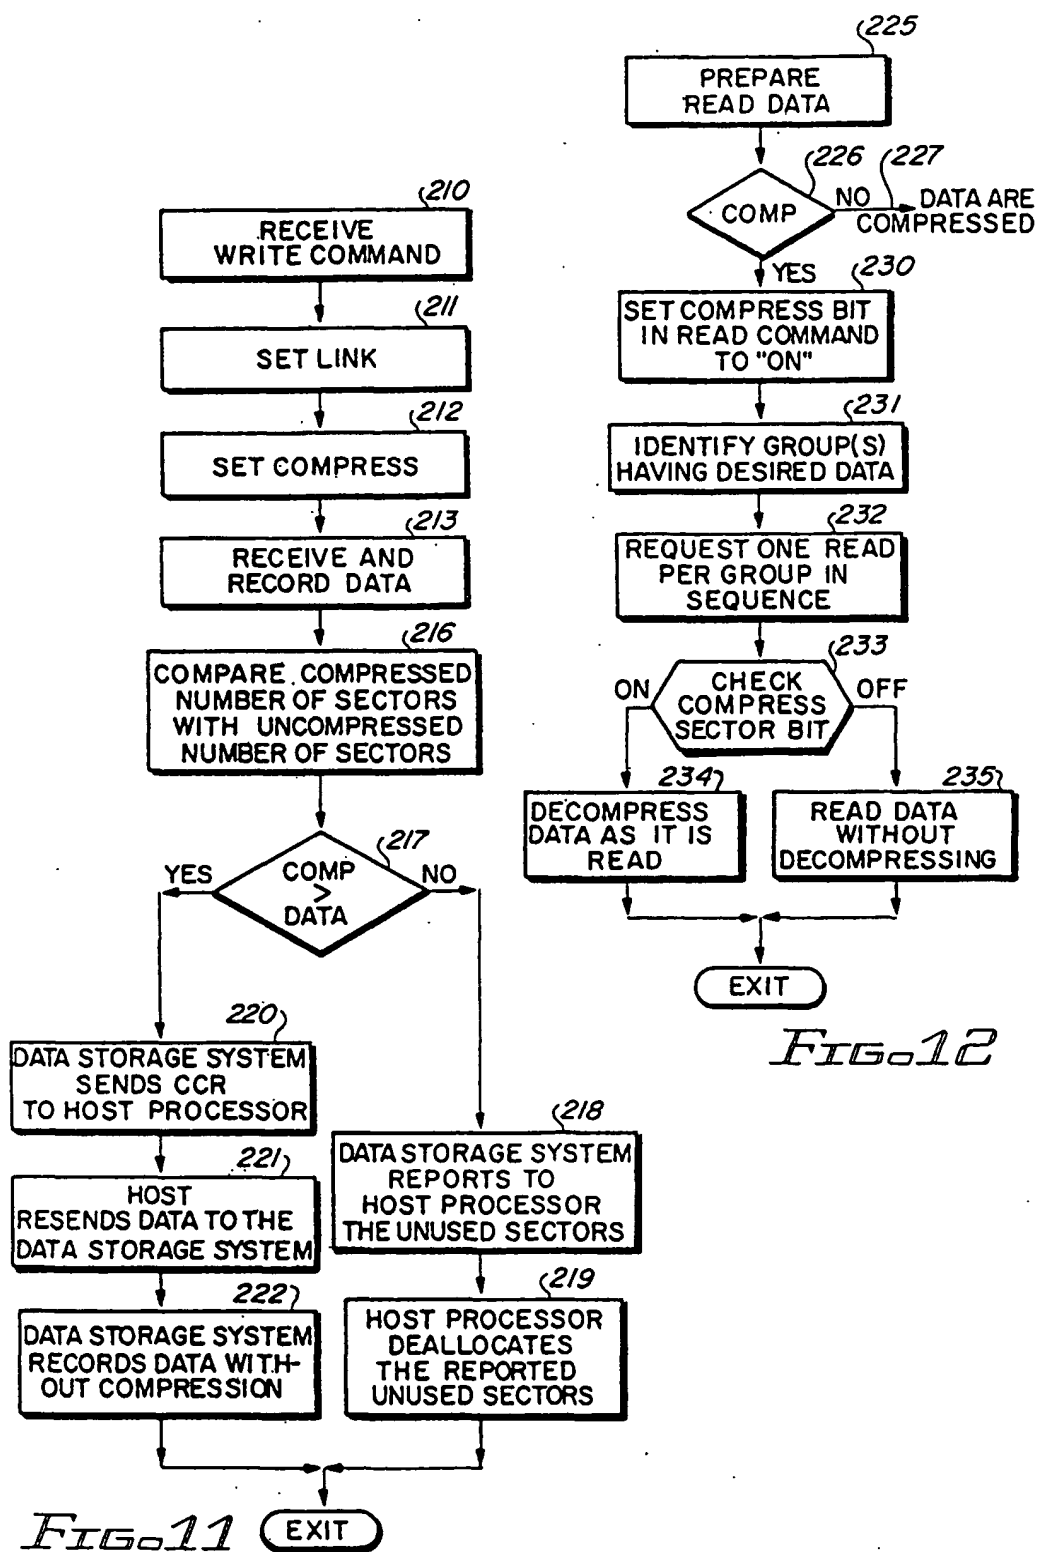 210
RECEIVE
WRITE COMMAND
211
SET LINK
212
SET COMPRESS
213
RECEIVE AND
RECORD DATA
216
COMPARE COMPRESSED
NUMBER OF SECTORS
WITH UNCOMPRESSED
NUMBER OF SECTORS
217
YES
COMP
>
DATA
NO
220
DATA STORAGE SYSTEM
SENDS CCR
TO HOST PROCESSOR
221
HOST
RESENDS DATA TO THE
DATA STORAGE SYSTEM
222
DATA STORAGE SYSTEM
RECORDS DATA WITH-
OUT COMPRESSION
218
DATA STORAGE SYSTEM
REPORTS TO
HOST PROCESSOR
THE UNUSED SECTORS
219
HOST PROCESSOR
DEALLOCATES
THE REPORTED
UNUSED SECTORS
EXIT
FIG. 11
225
PREPARE
READ DATA
226
227
COMP
NO
DATA ARE
COMPRESSED
YES
230
SET COMPRESS BIT
IN READ COMMAND
TO "ON"
231
IDENTIFY GROUP(S)
HAVING DESIRED DATA
232
REQUEST ONE READ
PER GROUP IN
SEQUENCE
233
ON
CHECK
COMPRESS
SECTOR BIT
OFF
234
DECOMPRESS
DATA AS IT IS
READ
235
READ DATA
WITHOUT
DECOMPRESSING
EXIT
FIG. 12